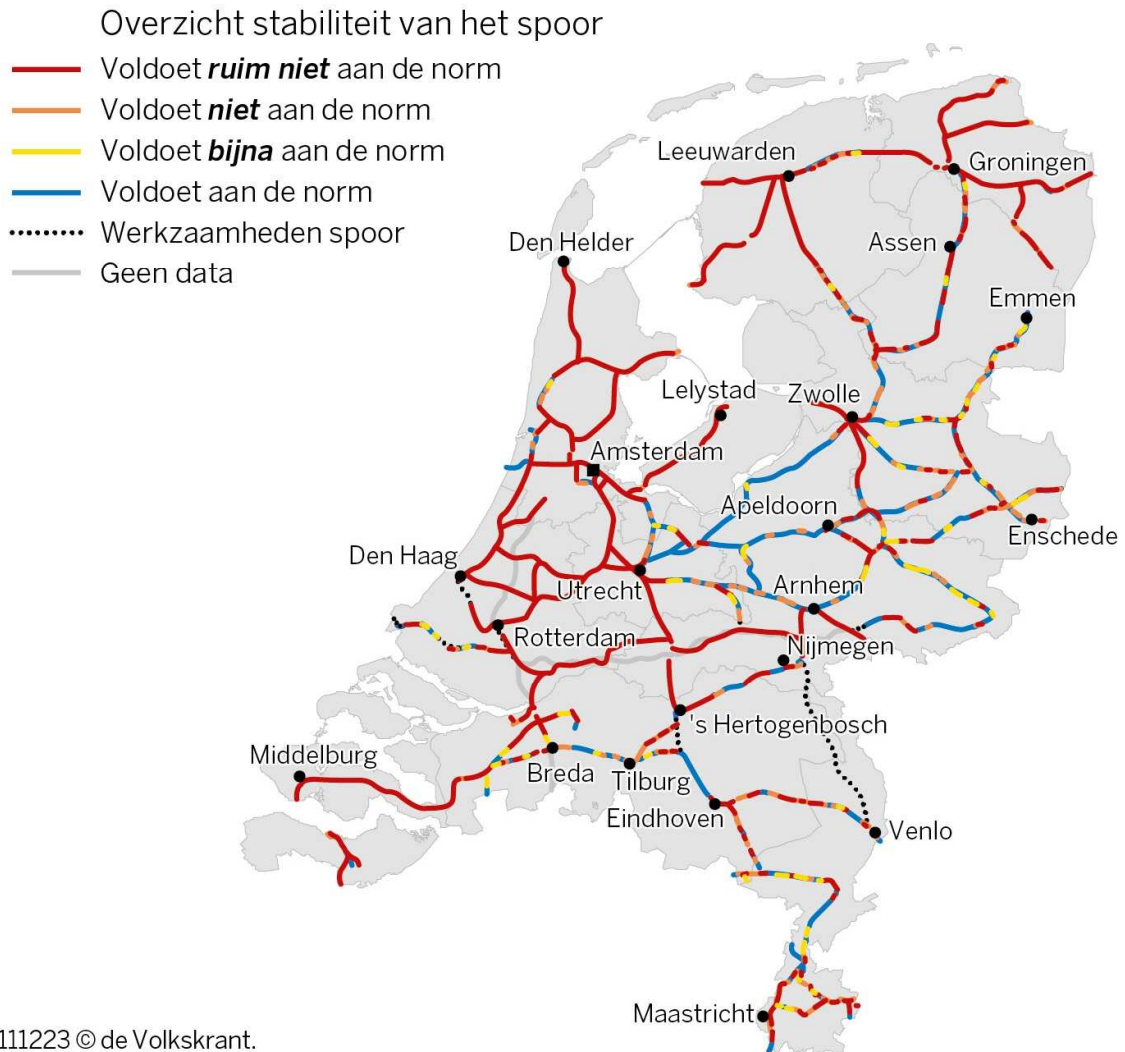 Overzicht stabiliteit van het spoor
Voldoet ruim niet aan de norm
Voldoet niet aan de norm
Voldoet bijna aan de norm
Voldoet aan de norm
Werkzaamheden spoor
Geen data
Leeuwarden
Groningen
Den Helder
Assen
Emmen
Lelystad
Zwolle
Amsterdam
Apeldoorn
Enschede
Den Haag
Utrecht
Arnhem
Rotterdam
Nijmegen
's Hertogenbosch
Middelburg
Breda
Tilburg
Eindhoven
Venlo
Maastricht
111223 © de Volkskrant.